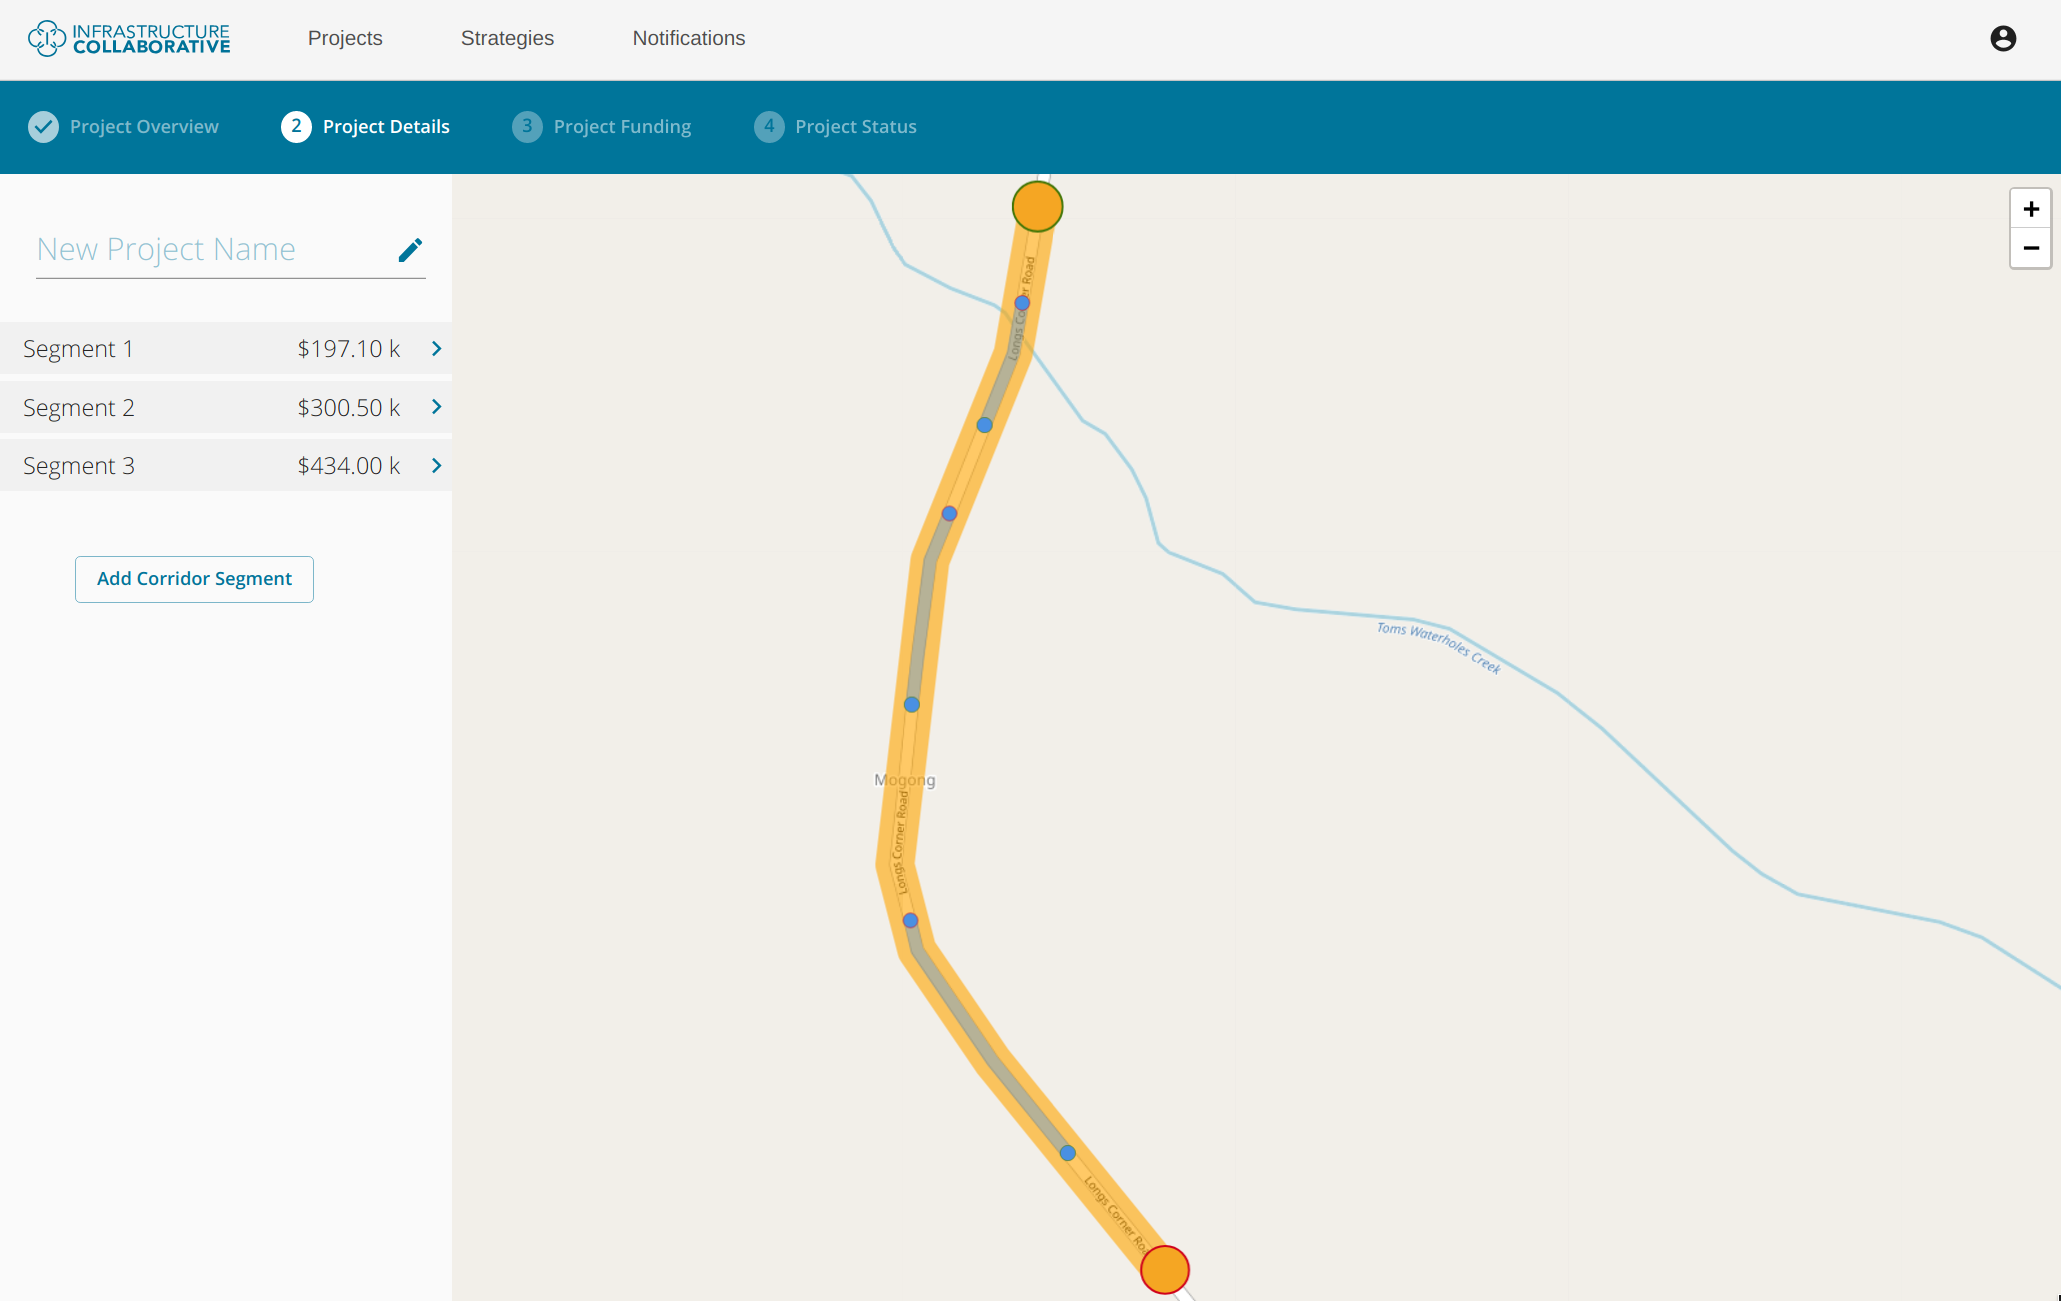 INFRASTRUCTURE
COLLABORATIVE
Projects
Strategies
Notifications
Project Overview
2 Project Details
3 Project Funding
4 Project Status
New Project Name
Segment 1 $197.10 k
Segment 2 $300.50 k
Segment 3 $434.00 k
Add Corridor Segment
+
−
Longs Corner Road
Toms Waterholes Creek
Mogong
Longs Corner Road
Longs Corner Roa